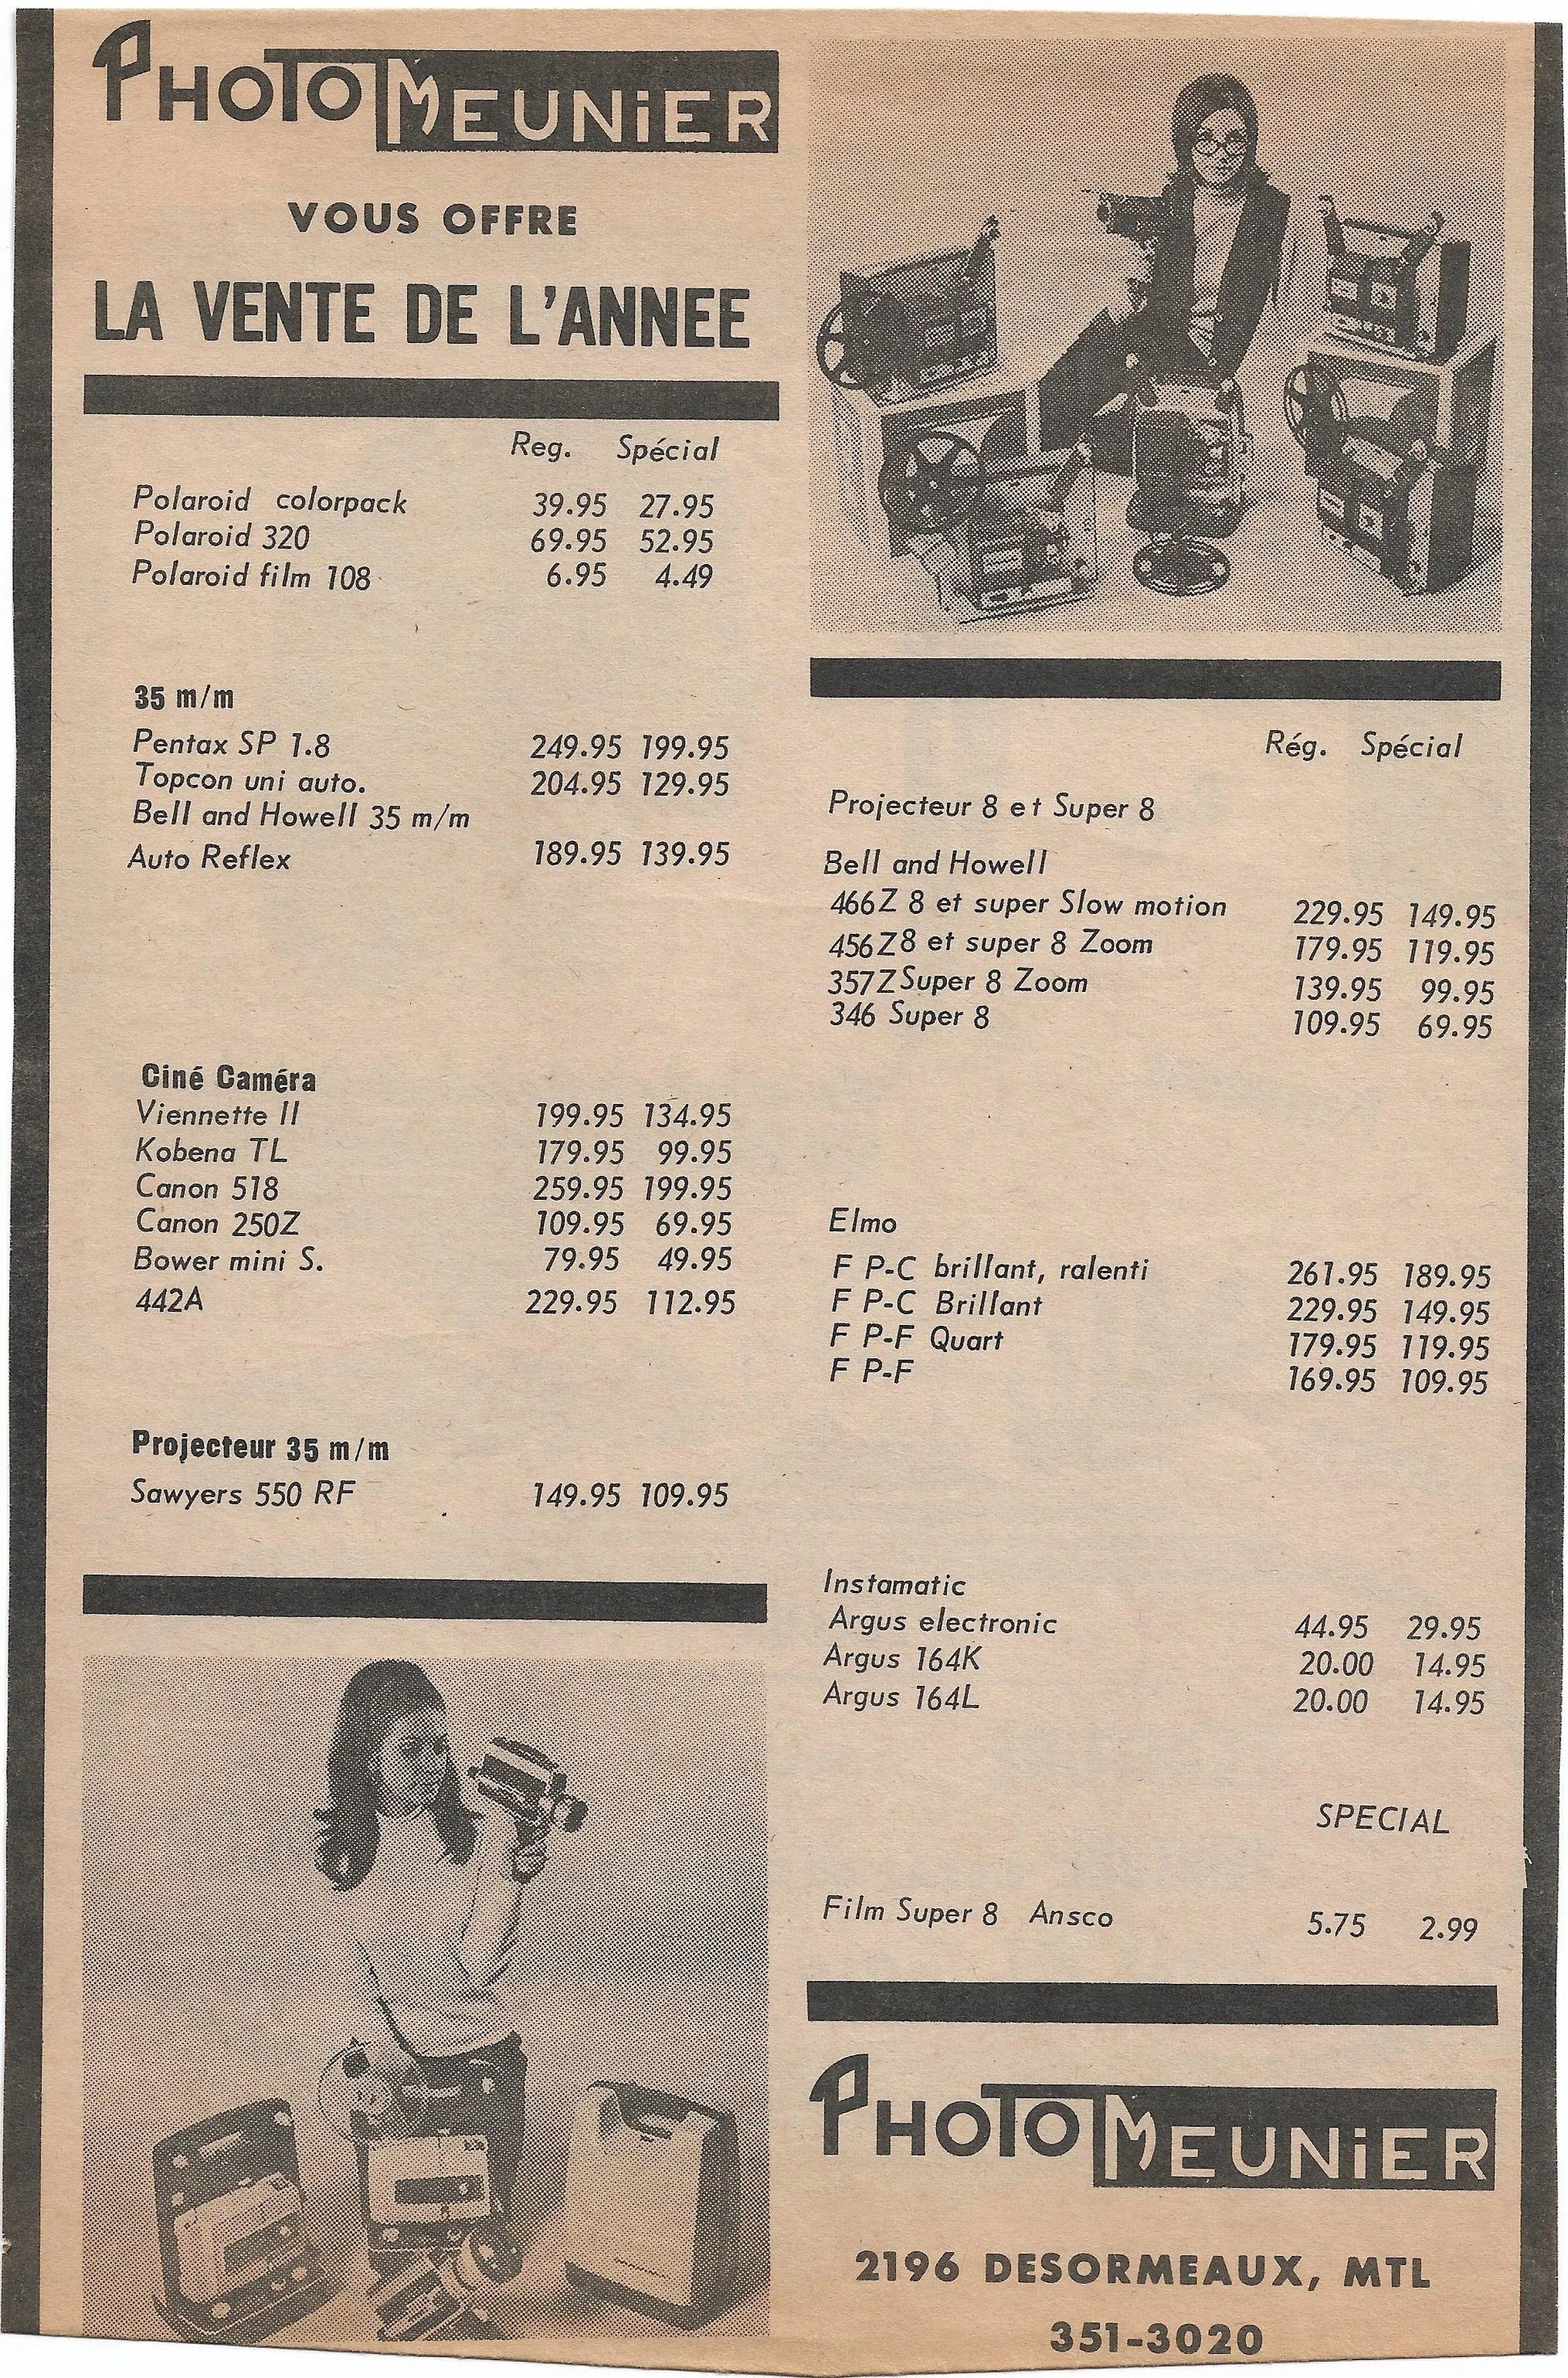 PHOTO MEUNiER
VOUS OFFRE
LA VENTE DE L'ANNEE
Reg. Spécial
Polaroid colorpack 39.95 27.95
Polaroid 320 69.95 52.95
Polaroid film 108 6.95 4.49
35 m/m
Pentax SP 1.8 249.95 199.95
Topcon uni auto. 204.95 129.95
Bell and Howell 35 m/m
Auto Reflex 189.95 139.95
Ciné Caméra
Viennette II 199.95 134.95
Kobena TL 179.95 99.95
Canon 518 259.95 199.95
Canon 250Z 109.95 69.95
Bower mini S. 79.95 49.95
442A 229.95 112.95
Projecteur 35 m/m
Sawyers 550 RF 149.95 109.95
Rég. Spécial
Projecteur 8 et Super 8
Bell and Howell
466Z 8 et super Slow motion 229.95 149.95
456Z8 et super 8 Zoom 179.95 119.95
357Z Super 8 Zoom 139.95 99.95
346 Super 8 109.95 69.95
Elmo
F P-C brillant, ralenti 261.95 189.95
F P-C Brillant 229.95 149.95
F P-F Quart 179.95 119.95
F P-F 169.95 109.95
Instamatic
Argus electronic 44.95 29.95
Argus 164K 20.00 14.95
Argus 164L 20.00 14.95
SPECIAL
Film Super 8 Ansco 5.75 2.99
PHOTO MEUNiER
2196 DESORMEAUX, MTL
351-3020